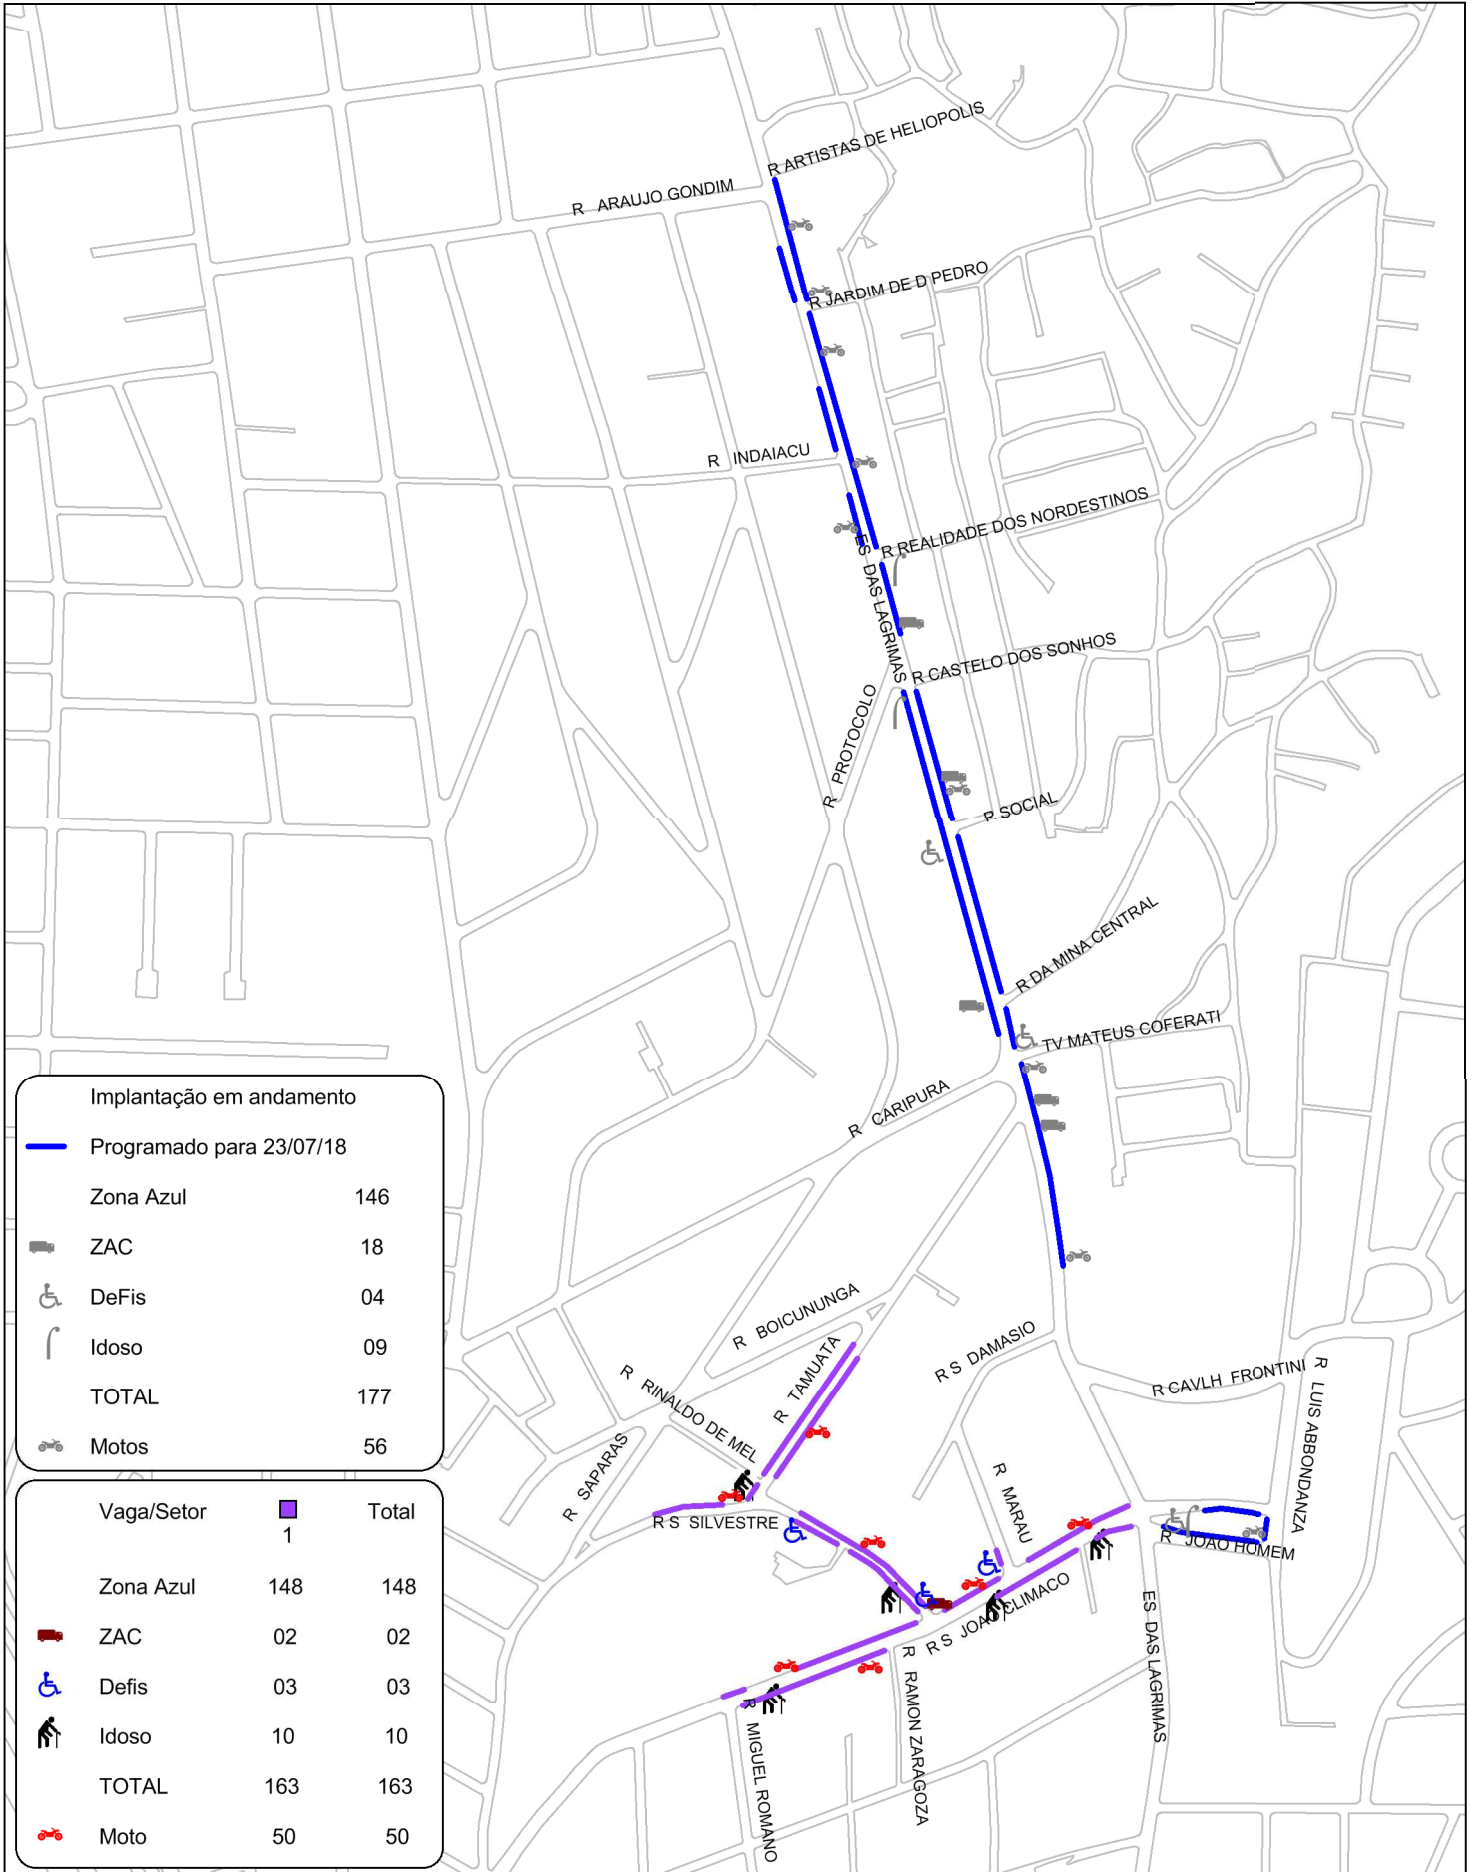 R ARTISTAS DE HELIOPOLIS
R ARAUJO GONDIM
R JARDIM DE D PEDRO
R INDAIACU
R REALIDADE DOS NORDESTINOS
ES DAS LAGRIMAS
R CASTELO DOS SONHOS
R PROTOCOLO
R SOCIAL
R DA MINA CENTRAL
TV MATEUS COFERATI
R CARIPURA
R BOICUNUNGA
R S DAMASIO
R TAMUATA
R RINALDO DE MEL
R CAVLH FRONTINI
R LUIS ABBONDANZA
R SAPARAS
R S SILVESTRE
R MARAU
R JOAO HOMEM
R S JOAO CLIMACO
ES DAS LAGRIMAS
R RAMON ZARAGOZA
R MIGUEL ROMANO
Implantação em andamento
Programado para 23/07/18
Zona Azul 146
ZAC 18
DeFis 04
Idoso 09
TOTAL 177
Motos 56
Vaga/Setor Total
1
Zona Azul 148 148
ZAC 02 02
Defis 03 03
Idoso 10 10
TOTAL 163 163
Moto 50 50